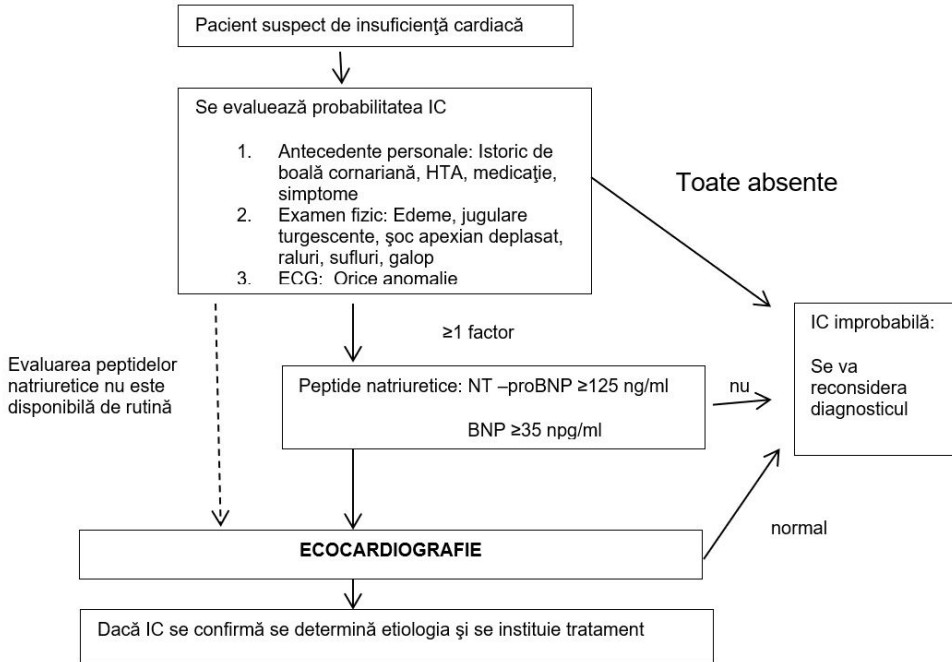 Pacient suspect de insuficienţă cardiacă
Se evaluează probabilitatea IC
1. Antecedente personale: Istoric de
boală cornariană, HTA, medicaţie,
simptome
2. Examen fizic: Edeme, jugulare
turgescente, şoc apexian deplasat,
raluri, sufluri, galop
3. ECG: Orice anomalie
Toate absente
≥1 factor
IC improbabilă:
Se va
reconsidera
diagnosticul
Evaluarea peptidelor
natriuretice nu este
disponibilă de rutină
Peptide natriuretice: NT –proBNP ≥125 ng/ml
BNP ≥35 npg/ml
nu
normal
ECOCARDIOGRAFIE
Dacă IC se confirmă se determină etiologia şi se instituie tratament